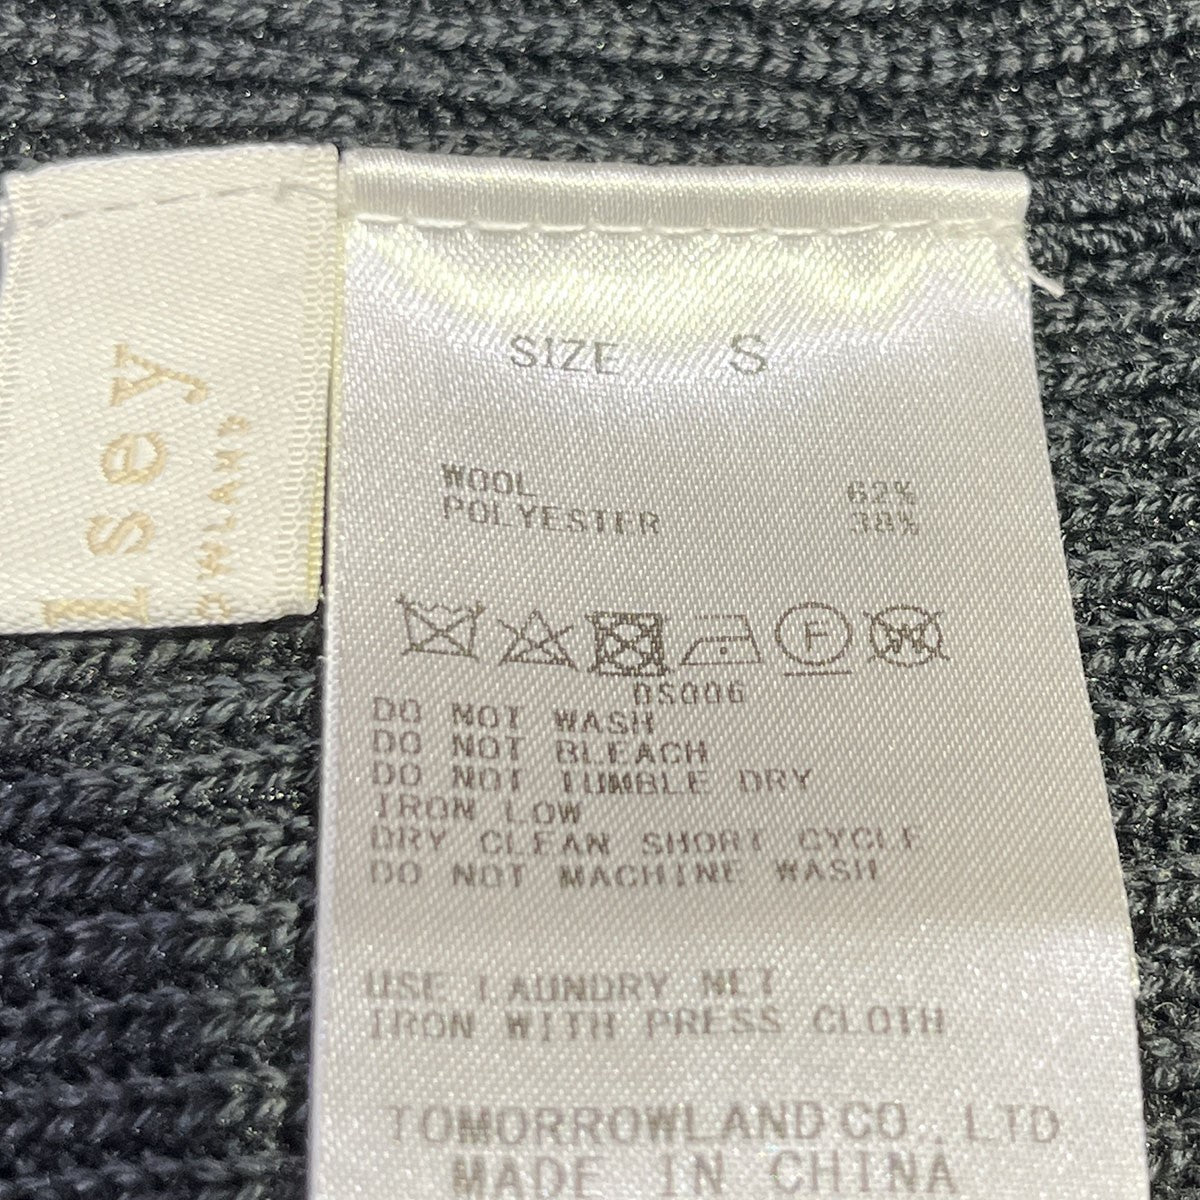 lsey
OWLAND
SIZE S
WOOL 62%
POLYESTER 38%
F
W
DS006
DO NOT WASH
DO NOT BLEACH
DO NOT TUMBLE DRY
IRON LOW
DRY CLEAN SHORT CYCLE
DO NOT MACHINE WASH
USE LAUNDRY NET
IRON WITH PRESS CLOTH
TOMORROWLAND CO.,LTD
MADE IN CHINA